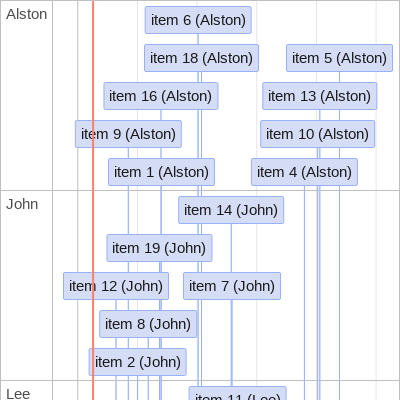 Alston
item 6 (Alston)
item 18 (Alston)
item 5 (Alston)
item 16 (Alston)
item 13 (Alston)
item 9 (Alston)
item 10 (Alston)
item 1 (Alston)
item 4 (Alston)
John
item 14 (John)
item 19 (John)
item 12 (John)
item 7 (John)
item 8 (John)
item 2 (John)
Lee
item 11 (Lee)